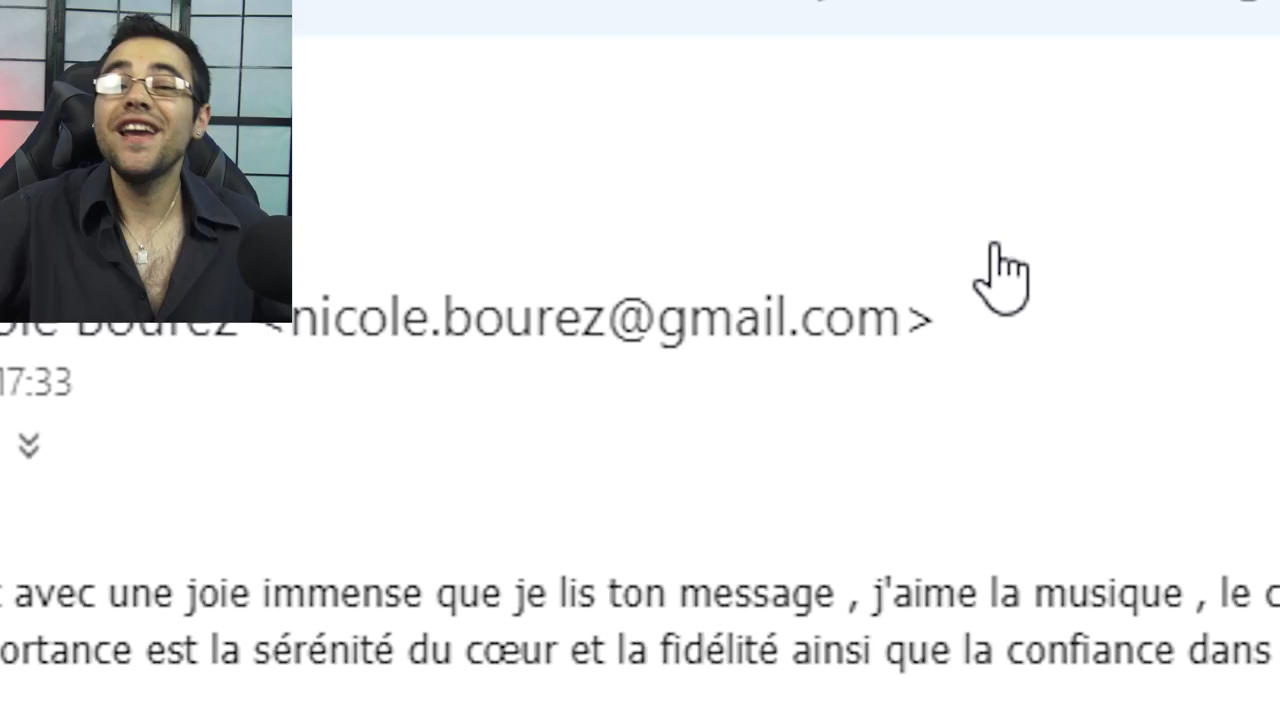 Bourez <nicole.bourez@gmail.com>
17:33
avec une joie immense que je lis ton message , j'aime la musique , le
est la sérénité du cœur et la fidélité ainsi que la confiance dans